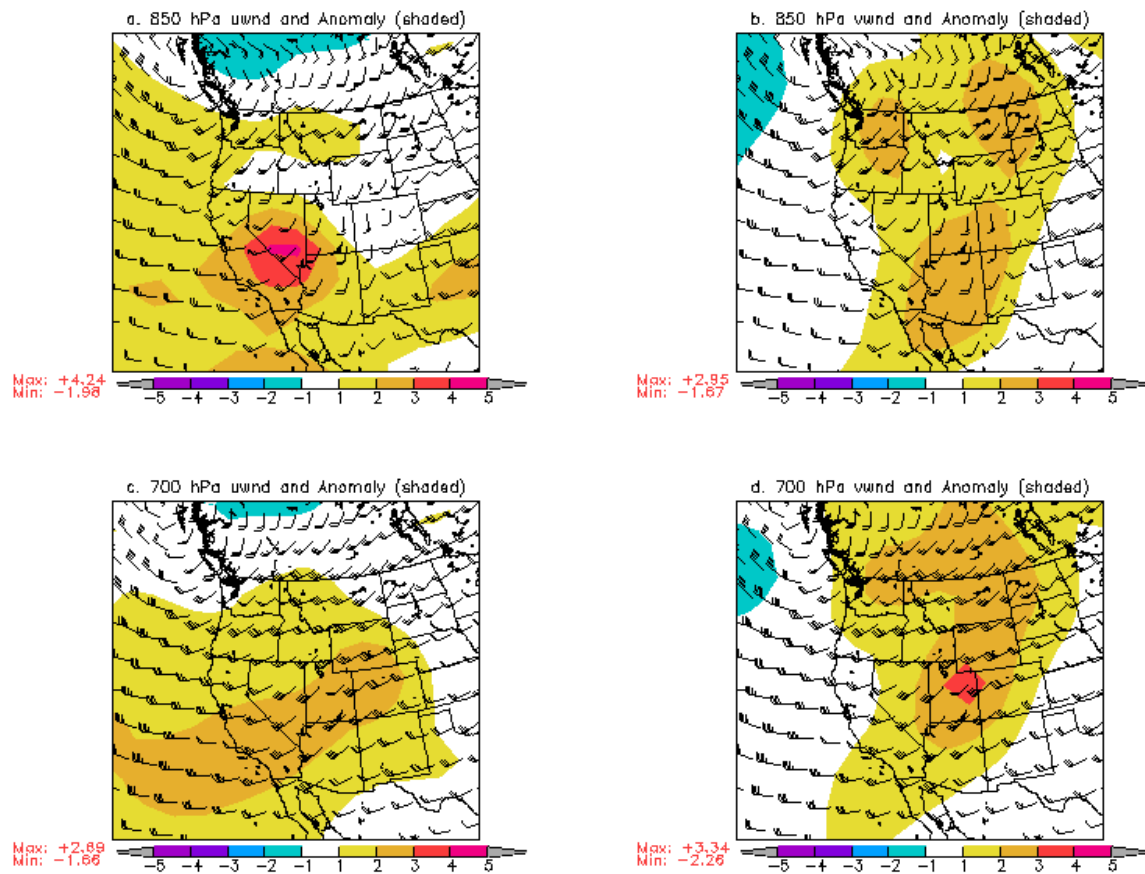 a. 850 hPa uwnd and Anomaly (shaded)
b. 850 hPa vwnd and Anomaly (shaded)
Max: +4.24
Min: -1.98
-5 -4 -3 -2 -1 1 2 3 4 5
Max: +2.95
Min: -1.67
-5 -4 -3 -2 -1 1 2 3 4 5
c. 700 hPa uwnd and Anomaly (shaded)
d. 700 hPa vwnd and Anomaly (shaded)
Max: +2.89
Min: -1.66
-5 -4 -3 -2 -1 1 2 3 4 5
Max: +3.34
Min: -2.26
-5 -4 -3 -2 -1 1 2 3 4 5